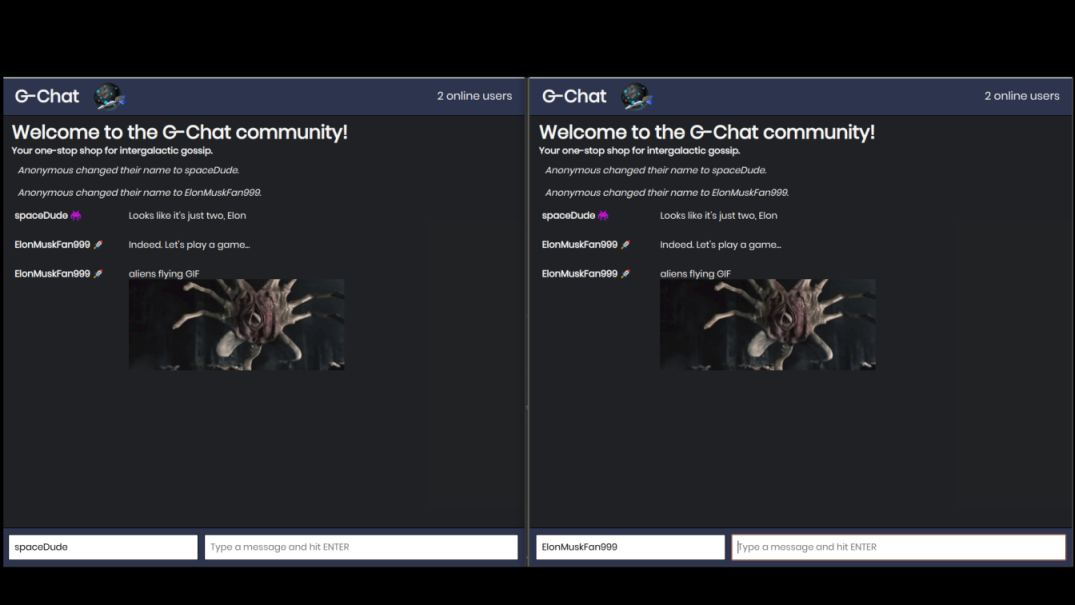 G-Chat 2 online users
Welcome to the G-Chat community!
Your one-stop shop for intergalactic gossip.
Anonymous changed their name to spaceDude.
Anonymous changed their name to ElonMuskFan999.
spaceDude Looks like it's just two, Elon
ElonMuskFan999 Indeed. Let's play a game...
ElonMuskFan999 aliens flying GIF
spaceDude Type a message and hit ENTER
G-Chat 2 online users
Welcome to the G-Chat community!
Your one-stop shop for intergalactic gossip.
Anonymous changed their name to spaceDude.
Anonymous changed their name to ElonMuskFan999.
spaceDude Looks like it's just two, Elon
ElonMuskFan999 Indeed. Let's play a game...
ElonMuskFan999 aliens flying GIF
ElonMuskFan999 Type a message and hit ENTER